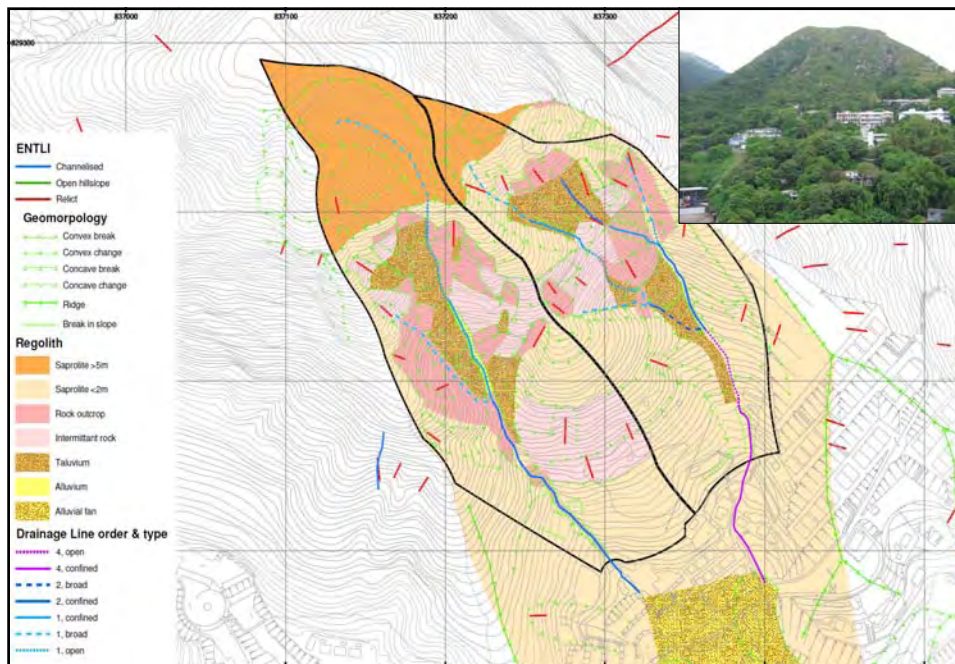 837000 837100 837200 837300
829300
ENTLI
Channelised
Open hillslope
Relict
Geomorpology
Convex break
Convex change
Concave break
Concave change
Ridge
Break in slope
Regolith
Saprolite >5m
Saprolite <2m
Rock outcrop
Intermittant rock
Taluvium
Alluvium
Alluvial fan
Drainage Line order & type
4, open
4, confined
2, broad
2, confined
1, confined
1, broad
1, open